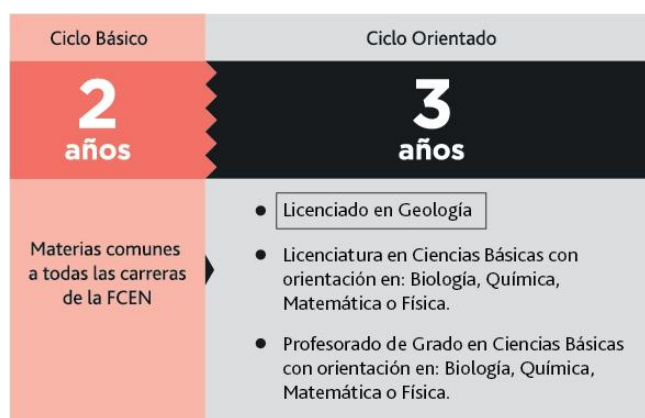 Ciclo Básico
Ciclo Orientado
2
años
3
años
Materias comunes
a todas las carreras
de la FCEN
● Licenciado en Geología
● Licenciatura en Ciencias Básicas con
orientación en: Biología, Química,
Matemática o Física.
● Profesorado de Grado en Ciencias Básicas
con orientación en: Biología, Química,
Matemática o Física.